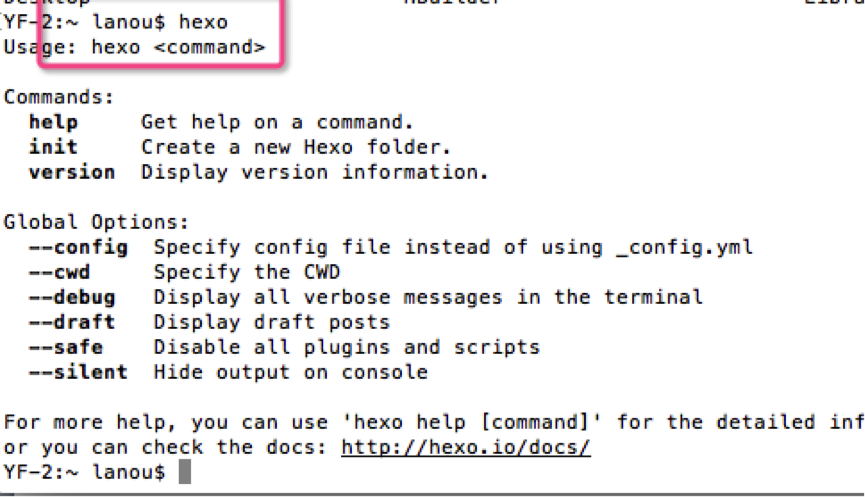 YF-2:~ lanou$ hexo
Usage: hexo <command>
Commands:
help Get help on a command.
init Create a new Hexo folder.
version Display version information.
Global Options:
--config Specify config file instead of using _config.yml
--cwd Specify the CWD
--debug Display all verbose messages in the terminal
--draft Display draft posts
--safe Disable all plugins and scripts
--silent Hide output on console
For more help, you can use 'hexo help [command]' for the detailed inf
or you can check the docs: http://hexo.io/docs/
YF-2:~ lanou$